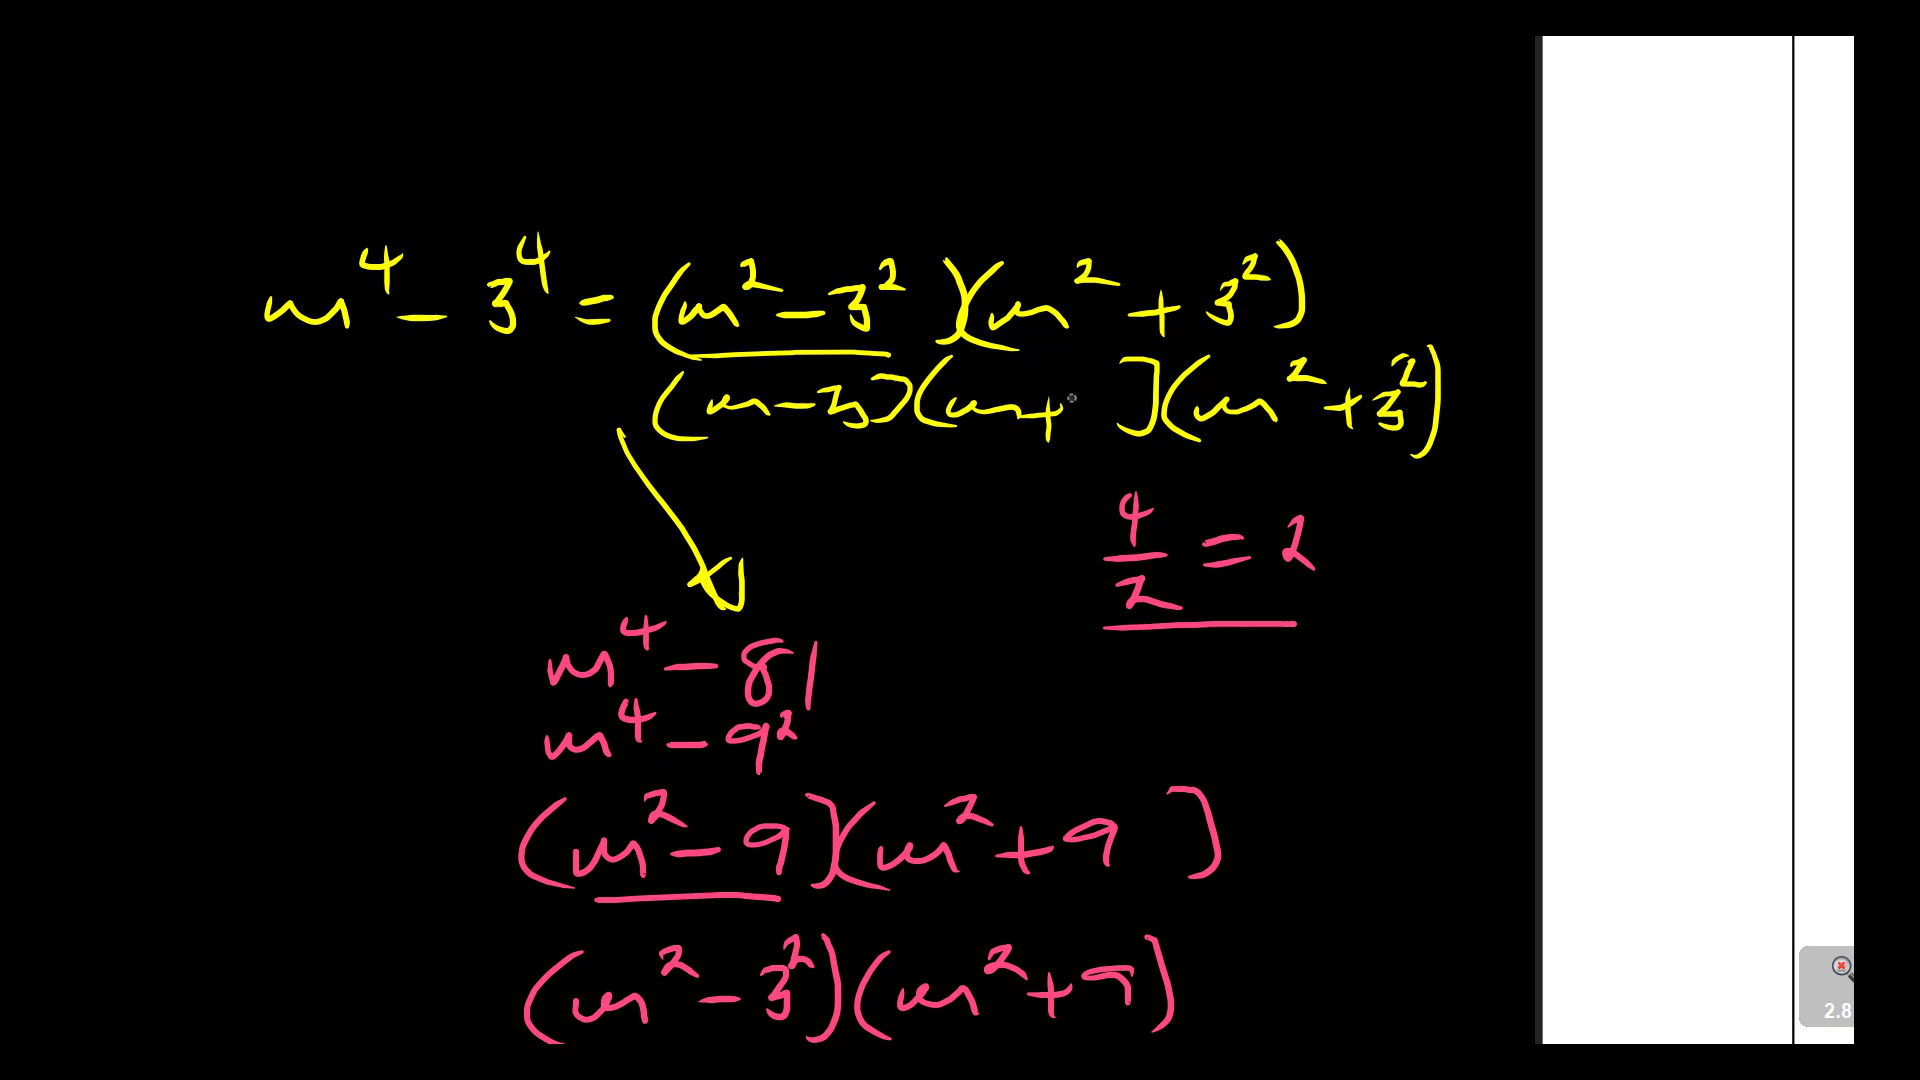 m⁴ - 3⁴ = (m² - 3²)(m² + 3²)
(m - 3)(m + )(m² + 3²)
4/2 = 2
m⁴ - 81
m⁴ - 9²
(m² - 9)(m² + 9 )
(m² - 3²)(m² + 9)
2.8